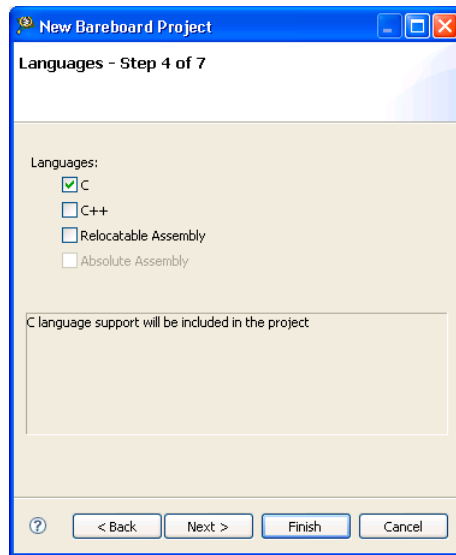 New Bareboard Project
Languages - Step 4 of 7
Languages:
C
C++
Relocatable Assembly
Absolute Assembly
C language support will be included in the project
?
< Back
Next >
Finish
Cancel